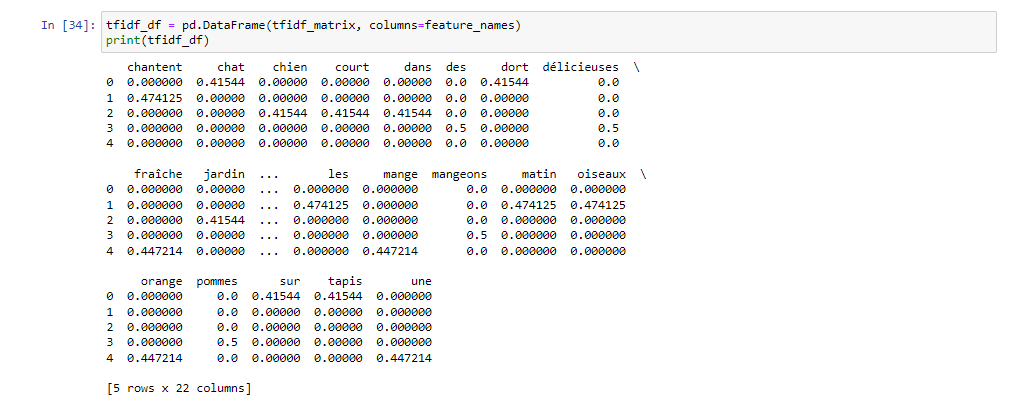 In [34]: tfidf_df = pd.DataFrame(tfidf_matrix, columns=feature_names)
print(tfidf_df)
chantent chat chien court dans des dort délicieuses \
0 0.000000 0.41544 0.00000 0.00000 0.00000 0.0 0.41544 0.0
1 0.474125 0.00000 0.00000 0.00000 0.00000 0.0 0.00000 0.0
2 0.000000 0.00000 0.41544 0.41544 0.41544 0.0 0.00000 0.0
3 0.000000 0.00000 0.00000 0.00000 0.00000 0.5 0.00000 0.5
4 0.000000 0.00000 0.00000 0.00000 0.00000 0.0 0.00000 0.0
fraîche jardin ... les mange mangeons matin oiseaux \
0 0.000000 0.00000 ... 0.000000 0.000000 0.0 0.000000 0.000000
1 0.000000 0.00000 ... 0.474125 0.000000 0.0 0.474125 0.474125
2 0.000000 0.41544 ... 0.000000 0.000000 0.0 0.000000 0.000000
3 0.000000 0.00000 ... 0.000000 0.000000 0.5 0.000000 0.000000
4 0.447214 0.00000 ... 0.000000 0.447214 0.0 0.000000 0.000000
orange pommes sur tapis une
0 0.000000 0.0 0.41544 0.41544 0.000000
1 0.000000 0.0 0.00000 0.00000 0.000000
2 0.000000 0.0 0.00000 0.00000 0.000000
3 0.000000 0.5 0.00000 0.00000 0.000000
4 0.447214 0.0 0.00000 0.00000 0.447214
[5 rows x 22 columns]